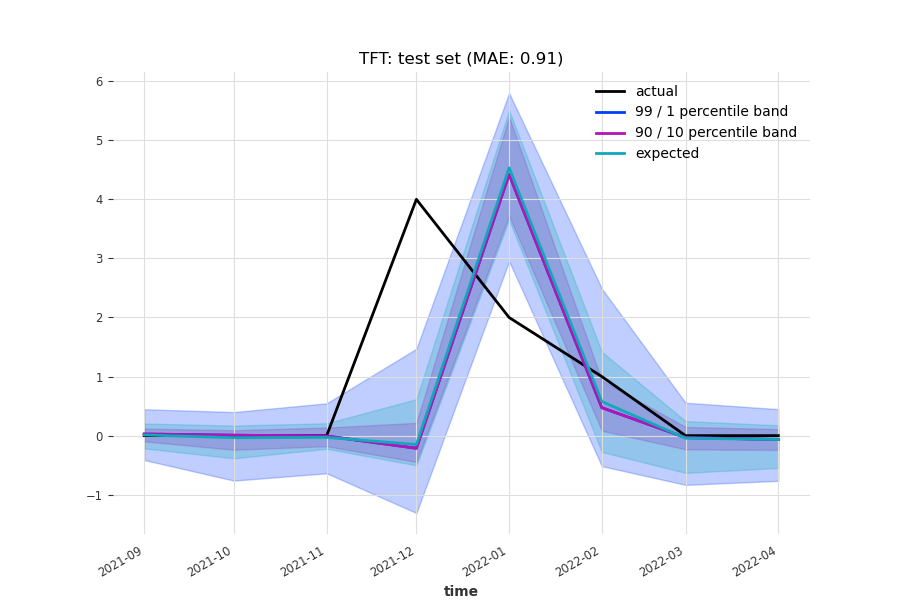 TFT: test set (MAE: 0.91)
actual
99 / 1 percentile band
90 / 10 percentile band
expected
6
5
4
3
2
1
0
−1
2021-09
2021-10
2021-11
2021-12
2022-01
2022-02
2022-03
2022-04
time